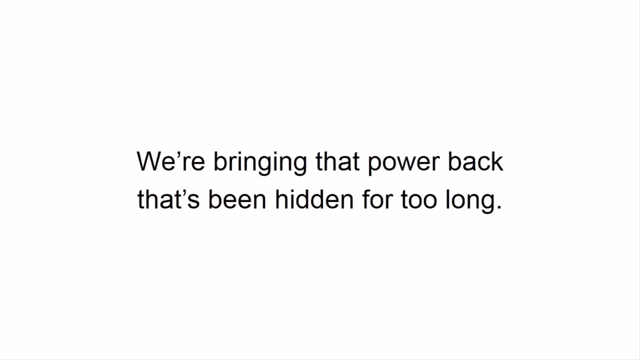 We’re bringing that power back
that’s been hidden for too long.